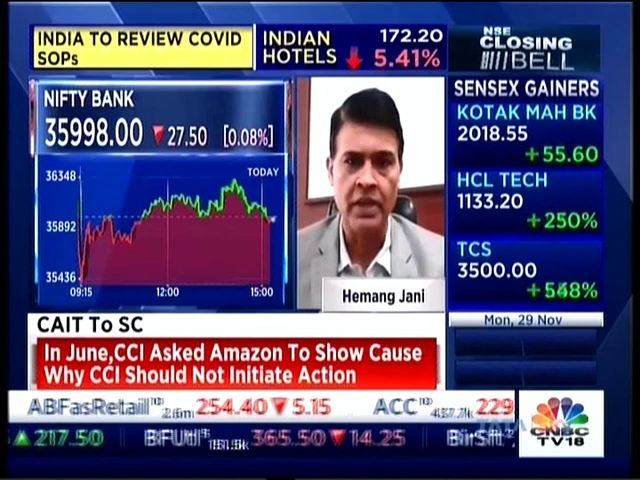 INDIA TO REVIEW COVID
SOPs
INDIAN
HOTELS
172.20
5.41%
NSE
CLOSING
BELL
NIFTY BANK
35998.00 ▼ 27.50 [0.08%]
TODAY
36348
35892
35436
09:15 12:00 15:00
Hemang Jani
SENSEX GAINERS
KOTAK MAH BK
2018.55
+55.60
HCL TECH
1133.20
TCS
3500.00
Mon, 29 Nov
CAIT To SC
In June,CCI Asked Amazon To Show Cause
Why CCI Should Not Initiate Action
ABFasRetail 254.40 ▼ 5.15 ACC 229
▲ 217.50 BFUtil 365.50 ▼ 14.25
CNBC
TV18